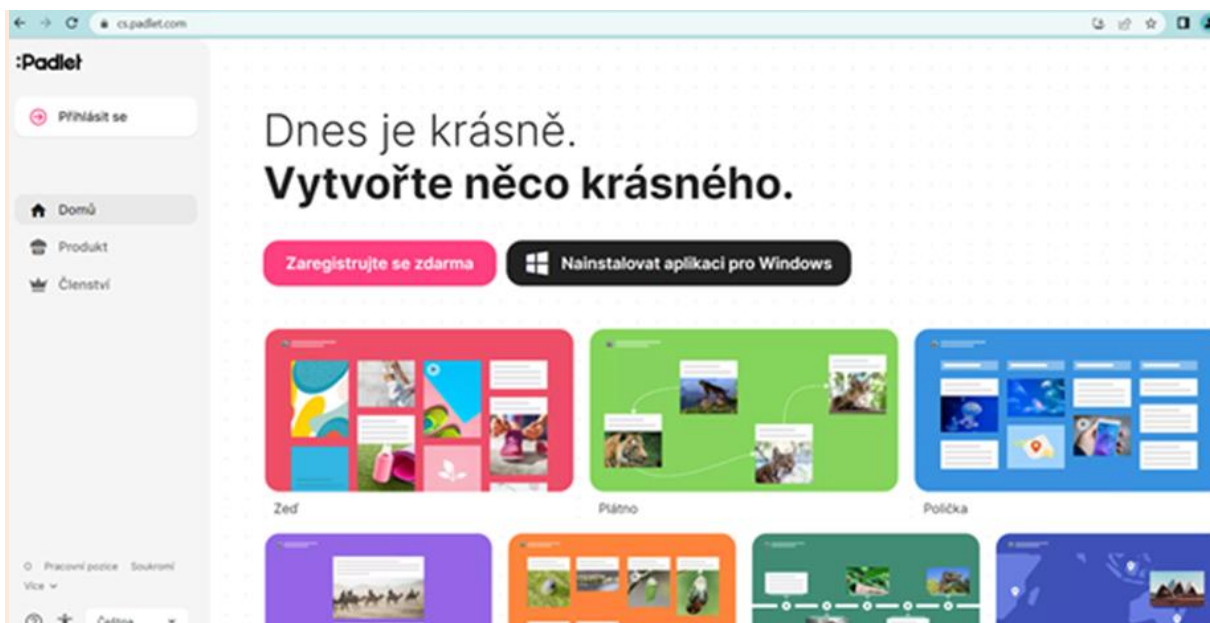 cs.padlet.com
:Padlet
Přihlásit se
Domů
Produkt
Členství
Dnes je krásně.
Vytvořte něco krásného.
Zaregistrujte se zdarma
Nainstalovat aplikaci pro Windows
Zeď
Plátno
Polička
O Pracovní pozice Soukromí
Více
Čeština